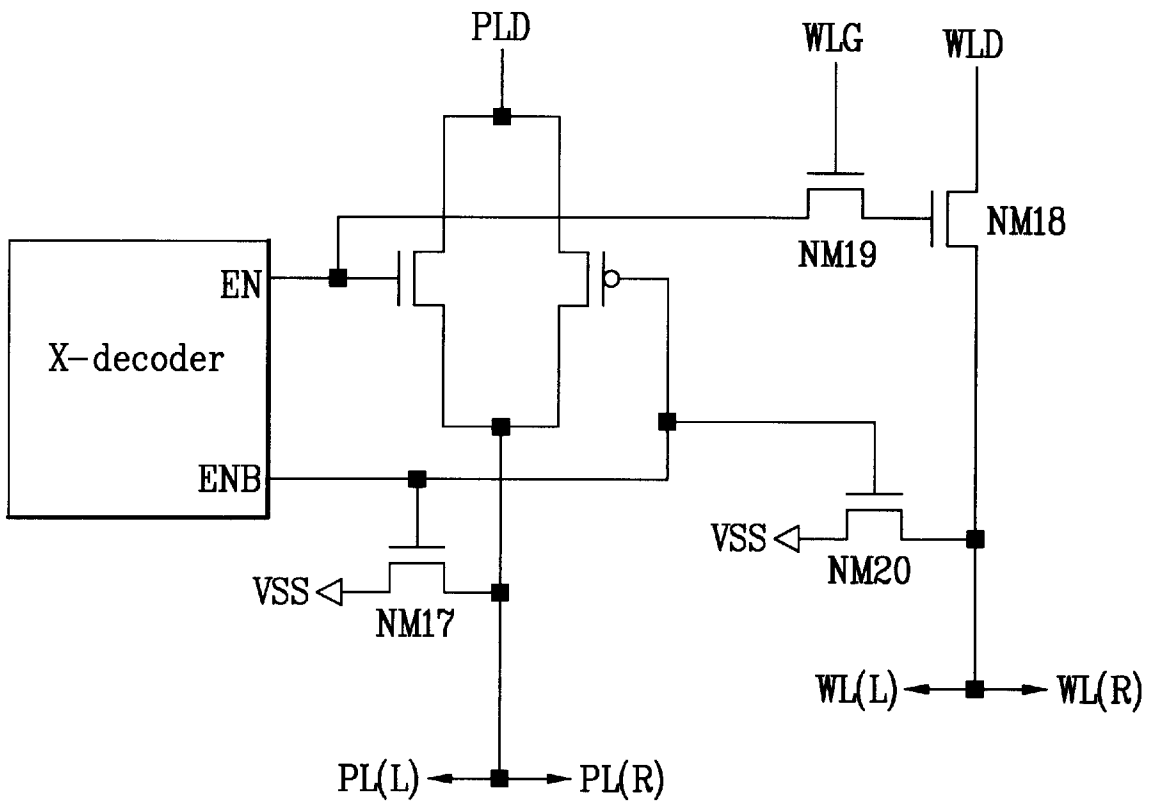 PLD
WLG
WLD
NM18
NM19
EN
X-decoder
ENB
VSS
NM20
VSS
NM17
WL(L)
WL(R)
PL(L)
PL(R)